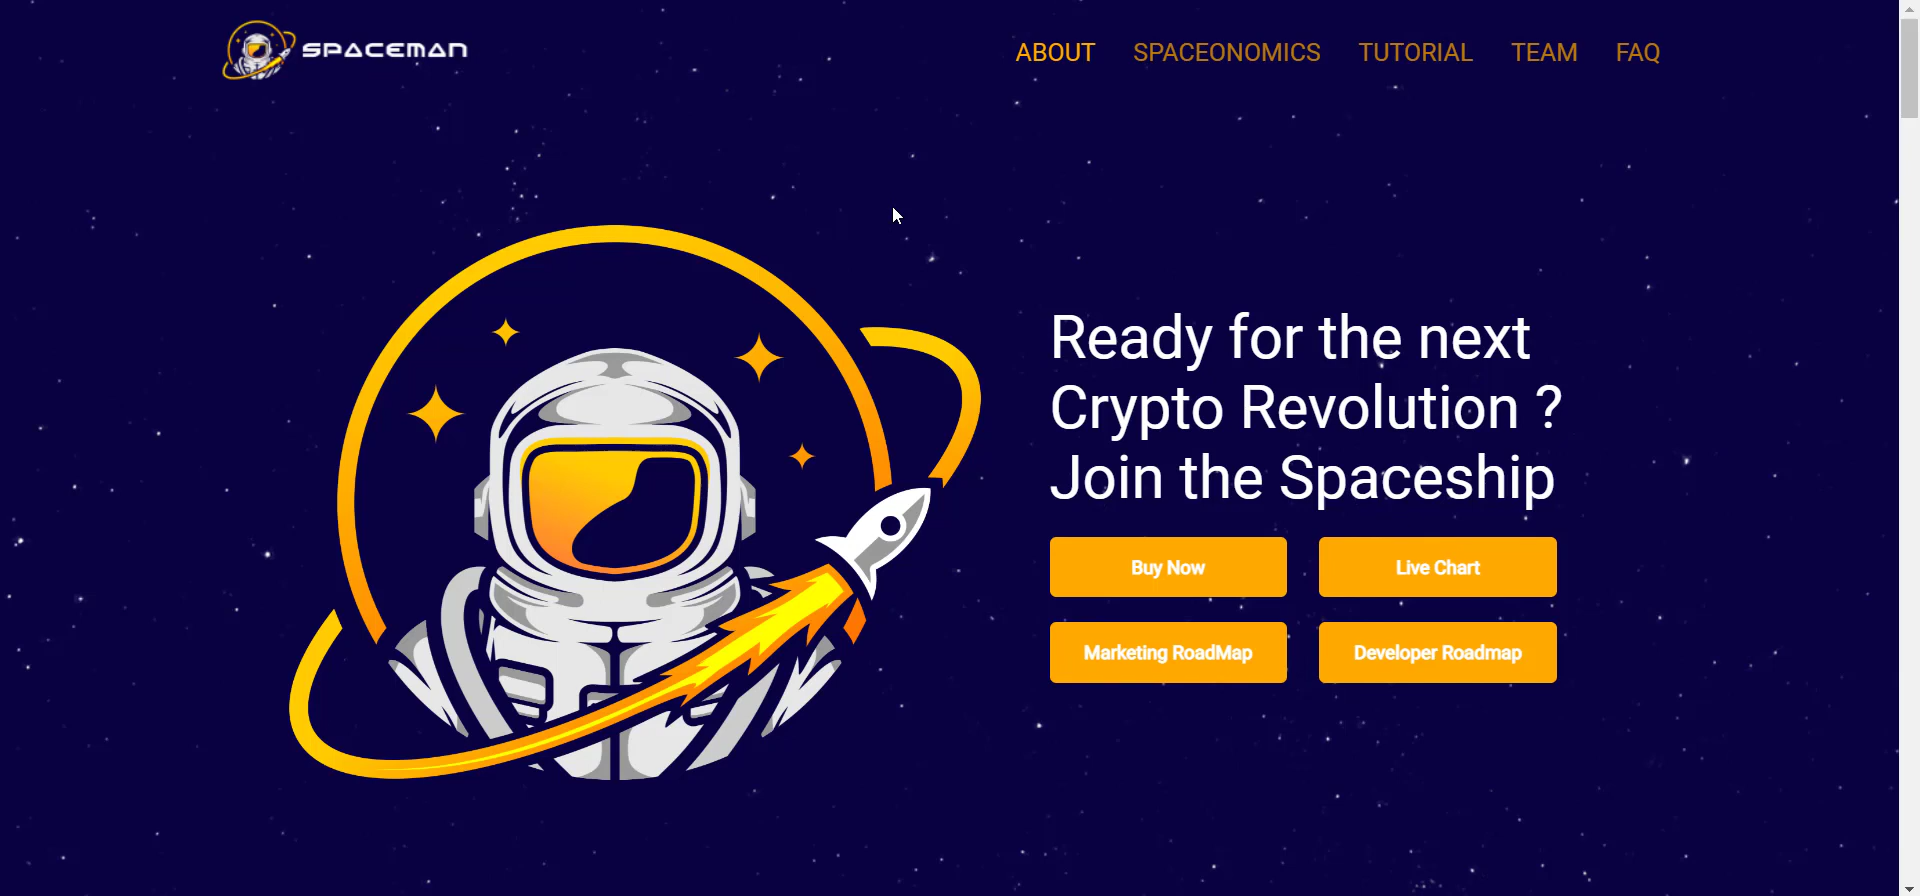 SPACEMAN
ABOUT SPACEONOMICS TUTORIAL TEAM FAQ
Ready for the next
Crypto Revolution ?
Join the Spaceship
Buy Now Live Chart
Marketing RoadMap Developer Roadmap